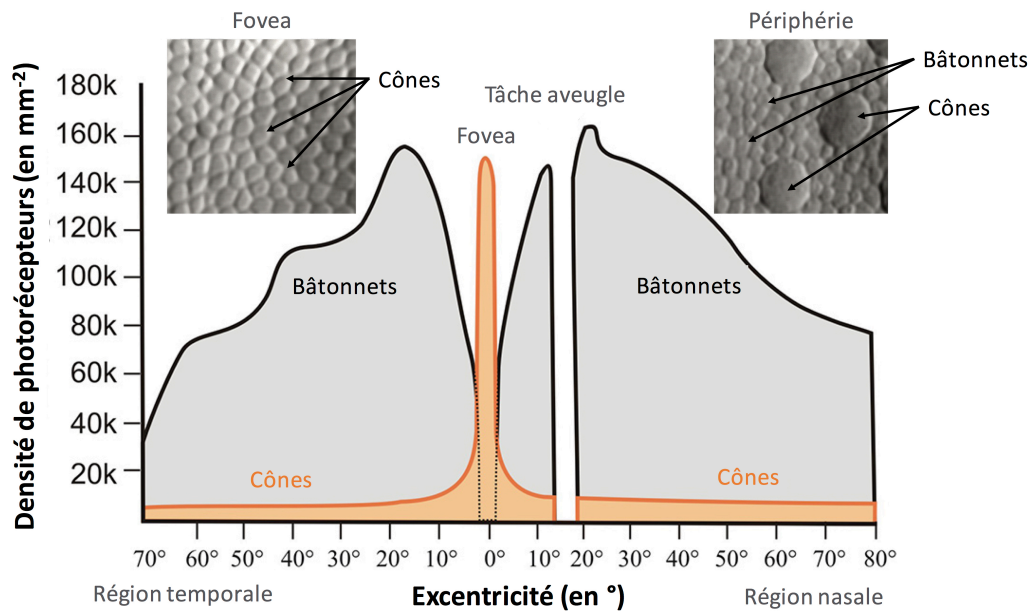 Fovea
Périphérie
Cônes
Bâtonnets
Cônes
Tâche aveugle
Fovea
Densité de photorécepteurs (en mm-2)
180k
160k
140k
120k
100k
80k
60k
40k
20k
Bâtonnets
Bâtonnets
Cônes
Cônes
70° 60° 50° 40° 30° 20° 10° 0° 10° 20° 30° 40° 50° 60° 70° 80°
Région temporale
Excentricité (en °)
Région nasale